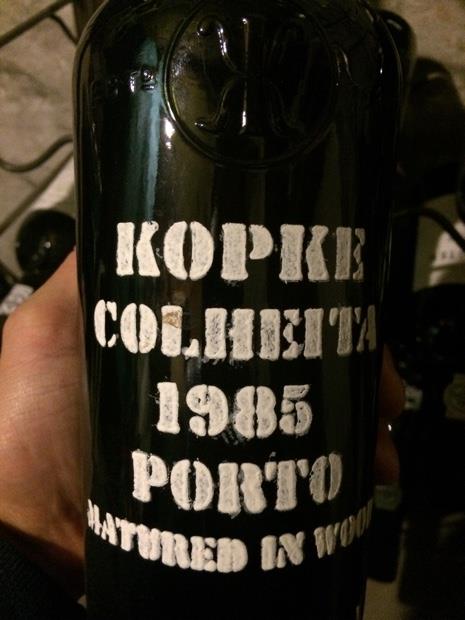 KOPKE
COLHEITA
1985
PORTO
MATURED IN WOOD